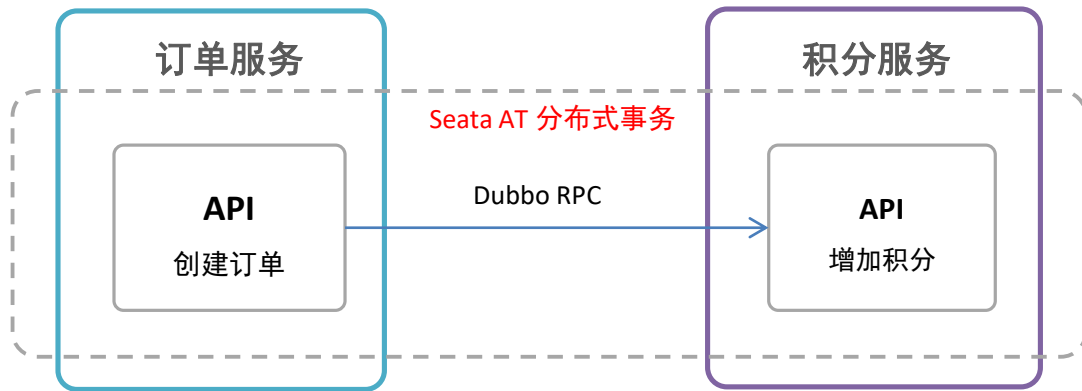 订单服务
积分服务
Seata AT 分布式事务
API
创建订单
Dubbo RPC
API
增加积分